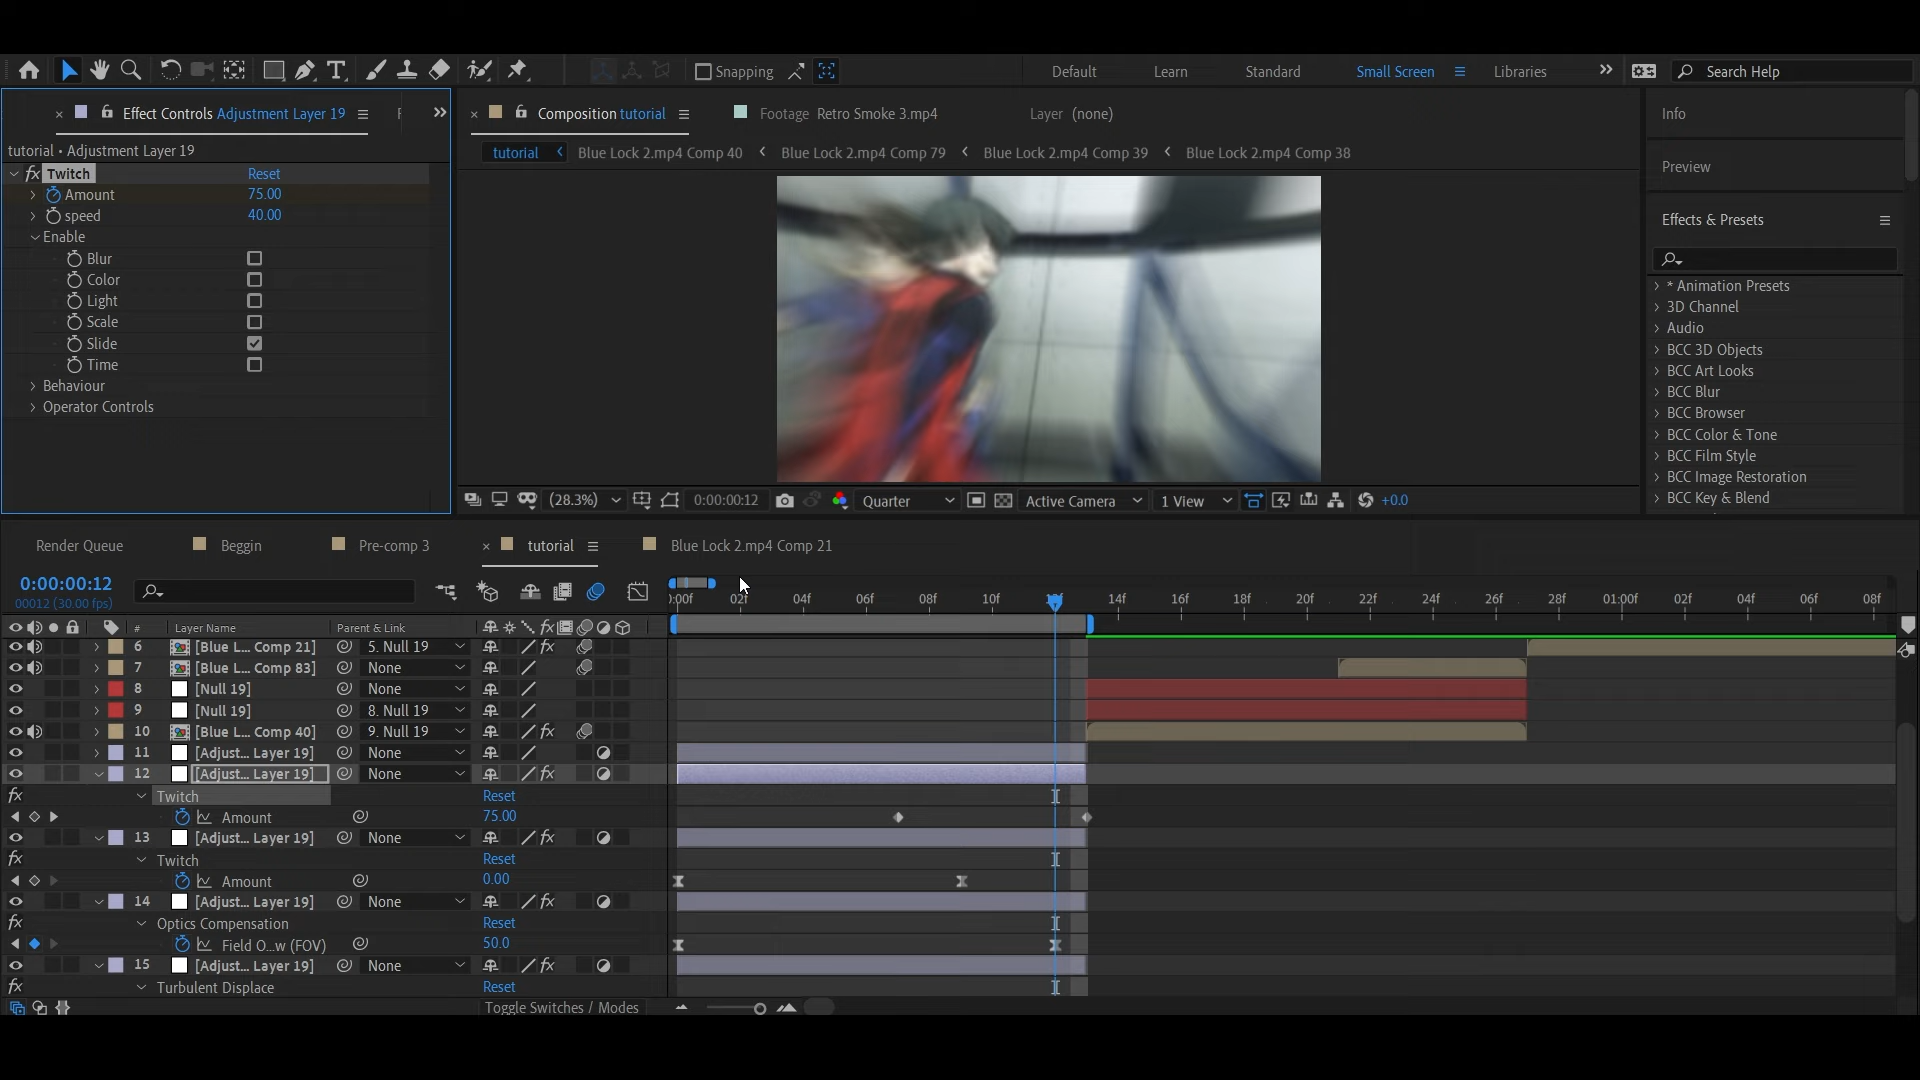 Snapping
Default
Learn
Standard
Small Screen
Libraries
Search Help
Effect Controls Adjustment Layer 19
Composition tutorial
Footage Retro Smoke 3.mp4
Layer (none)
Info
tutorial • Adjustment Layer 19
tutorial
Blue Lock 2.mp4 Comp 40
Blue Lock 2.mp4 Comp 79
Blue Lock 2.mp4 Comp 39
Blue Lock 2.mp4 Comp 38
Preview
fx Twitch Reset
Amount 75.00
speed 40.00
Enable
Blur
Color
Light
Scale
Slide
Time
Behaviour
Operator Controls
Effects & Presets
* Animation Presets
3D Channel
Audio
BCC 3D Objects
BCC Art Looks
BCC Blur
BCC Browser
BCC Color & Tone
BCC Film Style
BCC Image Restoration
BCC Key & Blend
(28.3%) 0:00:00:12 Quarter Active Camera 1 View +0.0
Render Queue
Beggin
Pre-comp 3
tutorial
Blue Lock 2.mp4 Comp 21
0:00:00:12
00012 (30.00 fps)
):00f 02f 04f 06f 08f 10f 12f 14f 16f 18f 20f 22f 24f 26f 28f 01:00f 02f 04f 06f 08f
# Layer Name Parent & Link
6 [Blue L... Comp 21] 5. Null 19
7 [Blue L... Comp 83] None
8 [Null 19] None
9 [Null 19] 8. Null 19
10 [Blue L... Comp 40] 9. Null 19
11 [Adjust... Layer 19] None
12 [Adjust... Layer 19] None
fx Twitch Reset
Amount 75.00
13 [Adjust... Layer 19] None
fx Twitch Reset
Amount 0.00
14 [Adjust... Layer 19] None
fx Optics Compensation Reset
Field O...w (FOV) 50.0
15 [Adjust... Layer 19] None
fx Turbulent Displace Reset
Toggle Switches / Modes